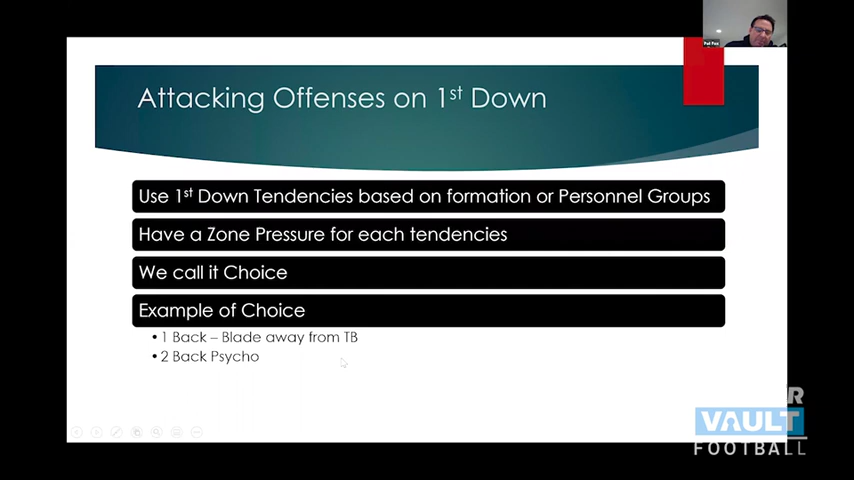 Pat Fox
Attacking Offenses on 1st Down
Use 1st Down Tendencies based on formation or Personnel Groups
Have a Zone Pressure for each tendencies
We call it Choice
Example of Choice
• 1 Back – Blade away from TB
• 2 Back Psycho
R
VAULT
FOOTBALL